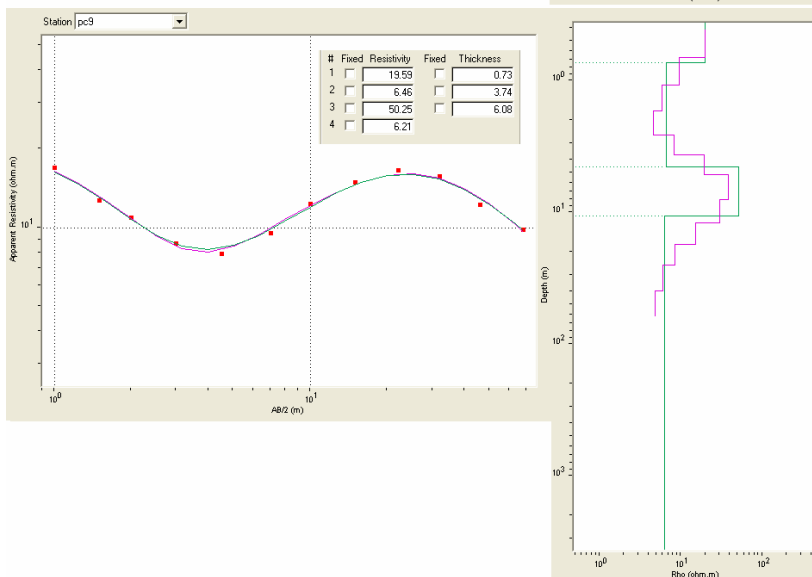 Station pc9
# Fixed Resistivity Fixed Thickness
1 19.59 0.73
2 6.46 3.74
3 50.25 6.08
4 6.21
Apparent Resistivity (ohm.m)
10¹
10⁰ 10¹
AB/2 (m)
Depth (m)
10⁰
10¹
10²
10³
10⁰ 10¹ 10²
Rho (ohm.m)